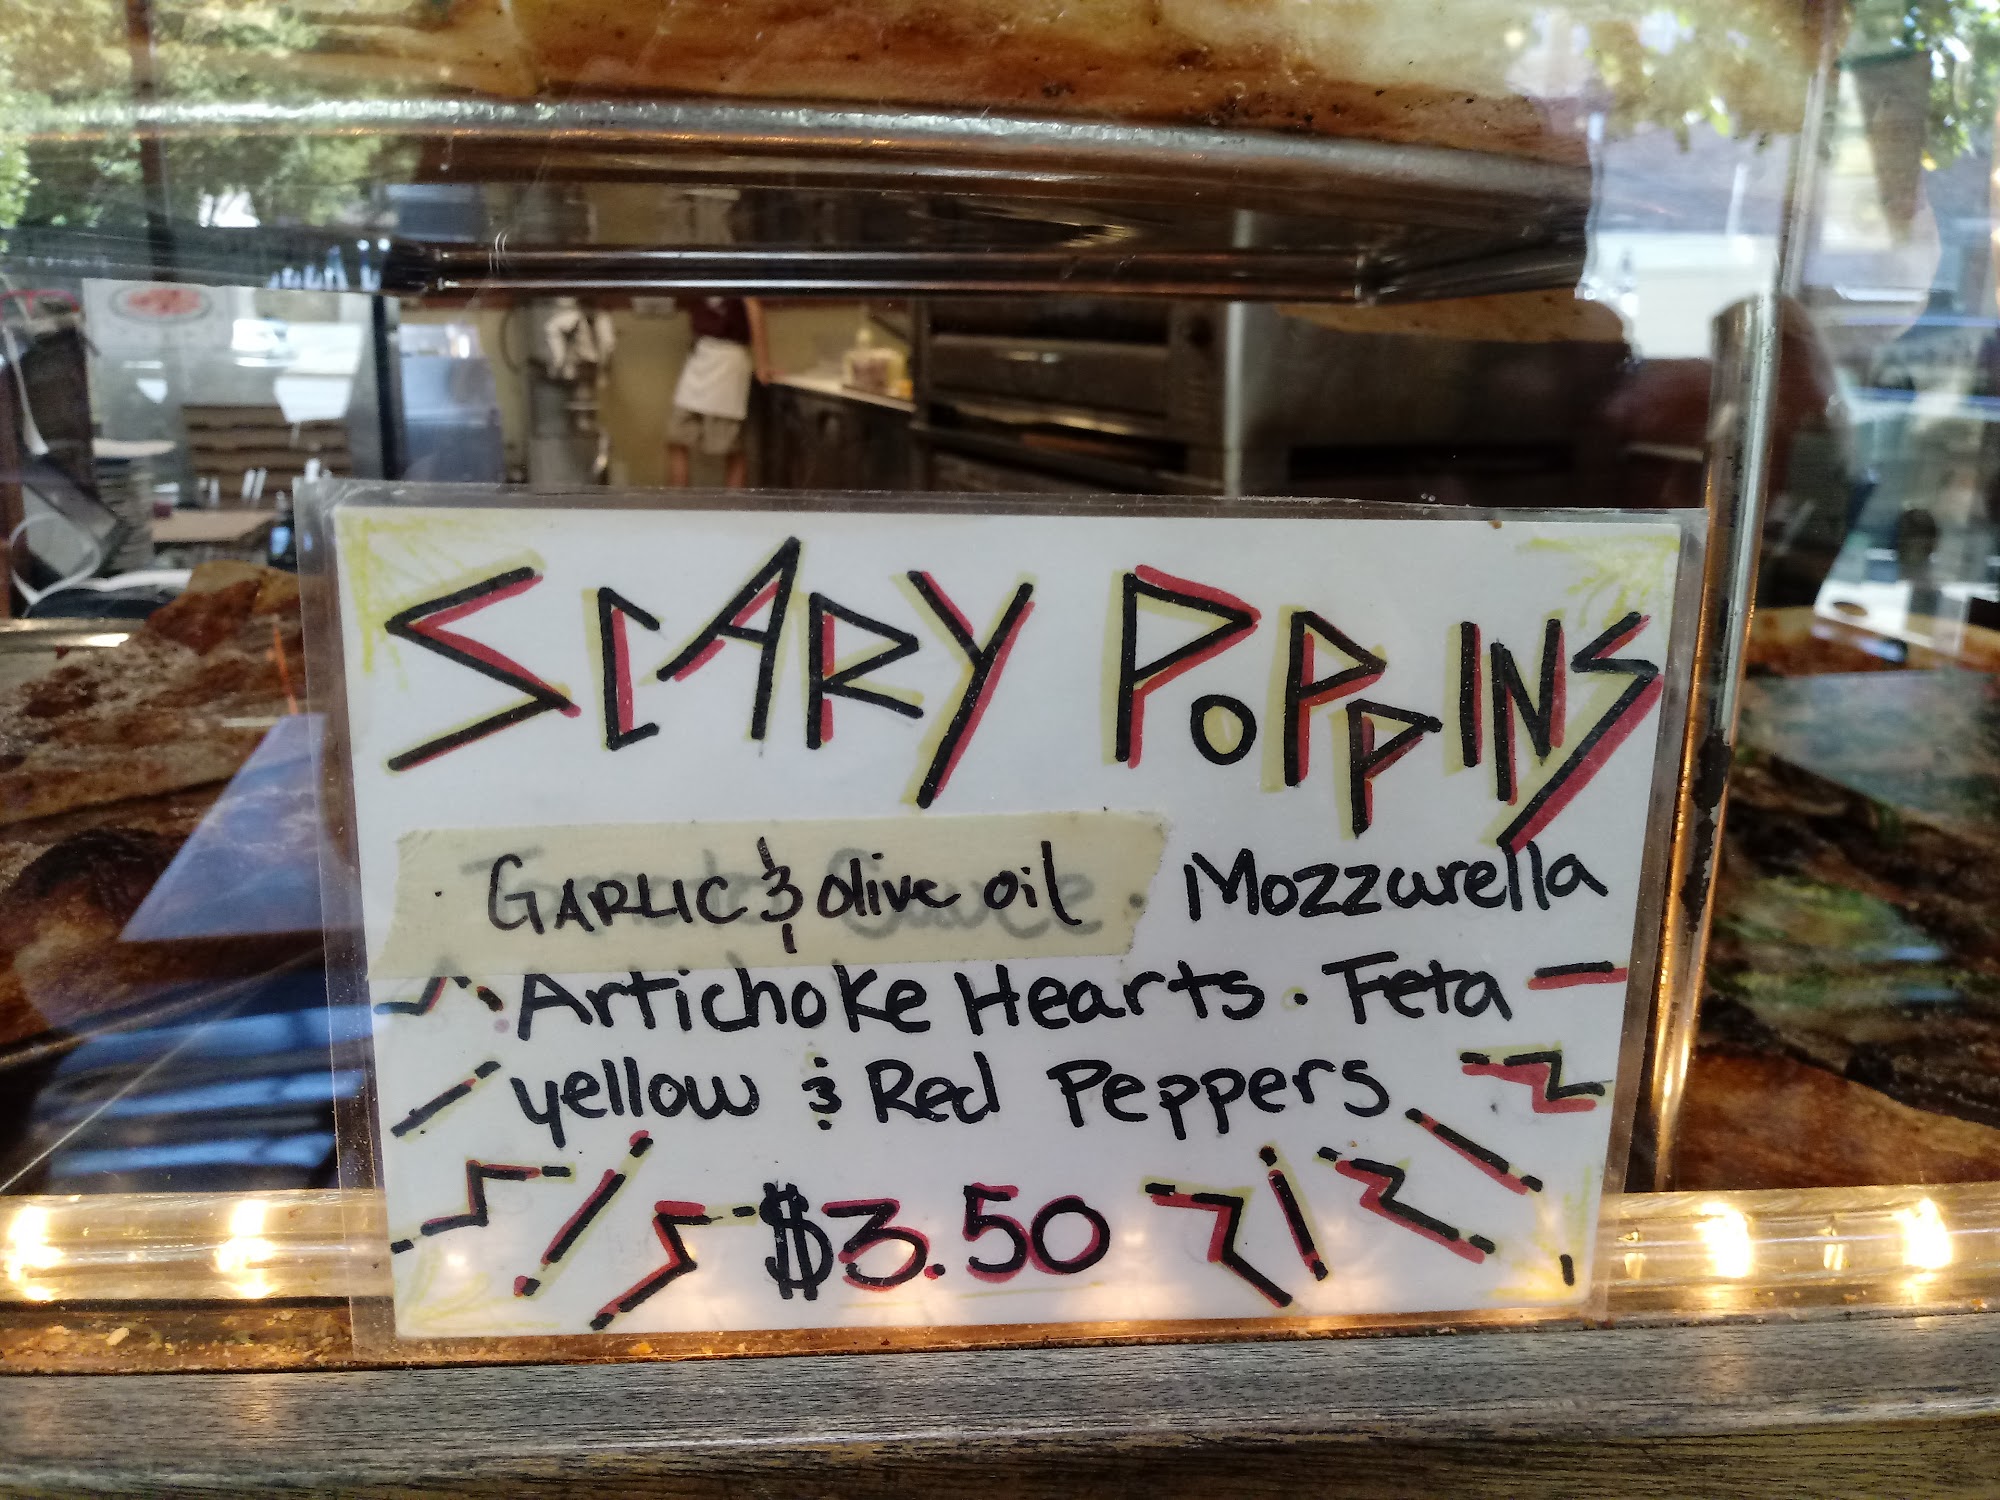 SCARY POPPINS
· GARLIC & olive oil · Mozzarella
Artichoke Hearts · Feta
yellow & Red Peppers
$3.50